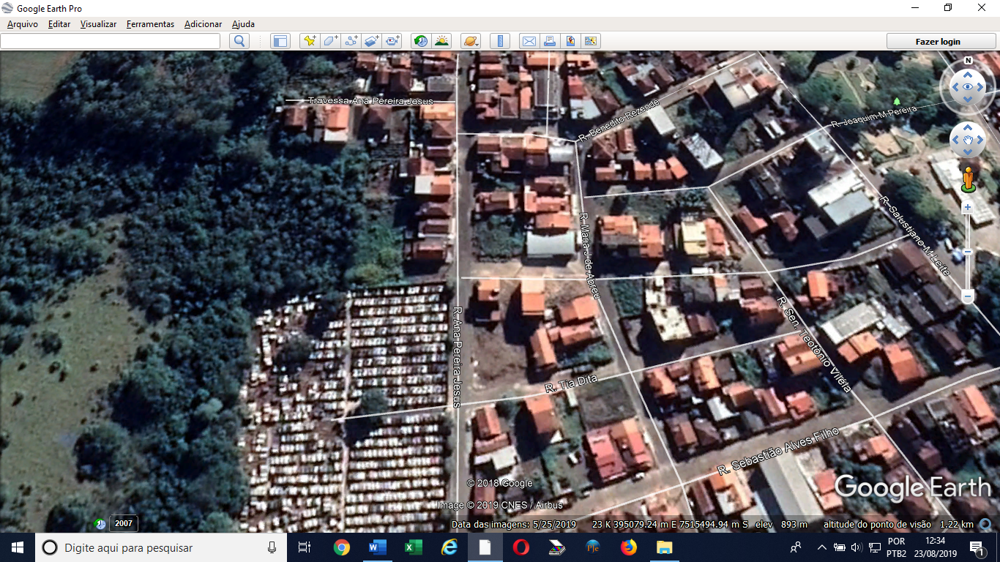 Google Earth Pro
Arquivo Editar Visualizar Ferramentas Adicionar Ajuda
Fazer login
N
Travessa Ana Pereira Jesus
R. Benedito Rezende
R. Joaquim M Pereira
R. Salustiano M Leite
R. Maria J de Abreu
R. Ana Pereira Jesus
R. Sen. Teotônio Vilela
R. Tia Dita
R. Sebastião Alves Filho
© 2018 Google
Google Earth
Image © 2019 CNES / Airbus
2007
Data das imagens: 5/25/2019 23 K 395079.24 m E 7515494.94 m S elev 893 m altitude do ponto de visão 1.22 km
Digite aqui para pesquisar
PJe
POR 12:34
PTB2 23/08/2019
1